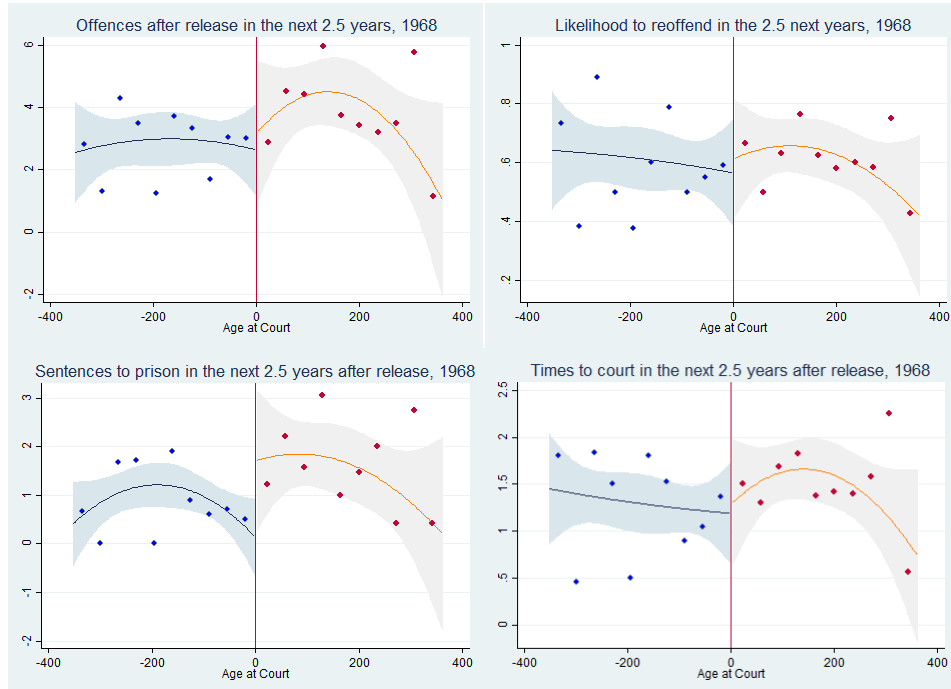 Offences after release in the next 2.5 years, 1968
6
4
2
0
-2
-400 -200 0 200 400
Age at Court
Likelihood to reoffend in the 2.5 next years, 1968
1
.8
.6
.4
.2
-400 -200 0 200 400
Age at Court
Sentences to prison in the next 2.5 years after release, 1968
3
2
1
0
-1
-2
-400 -200 0 200 400
Age at Court
Times to court in the next 2.5 years after release, 1968
2.5
2
1.5
1
.5
0
-400 -200 0 200 400
Age at Court